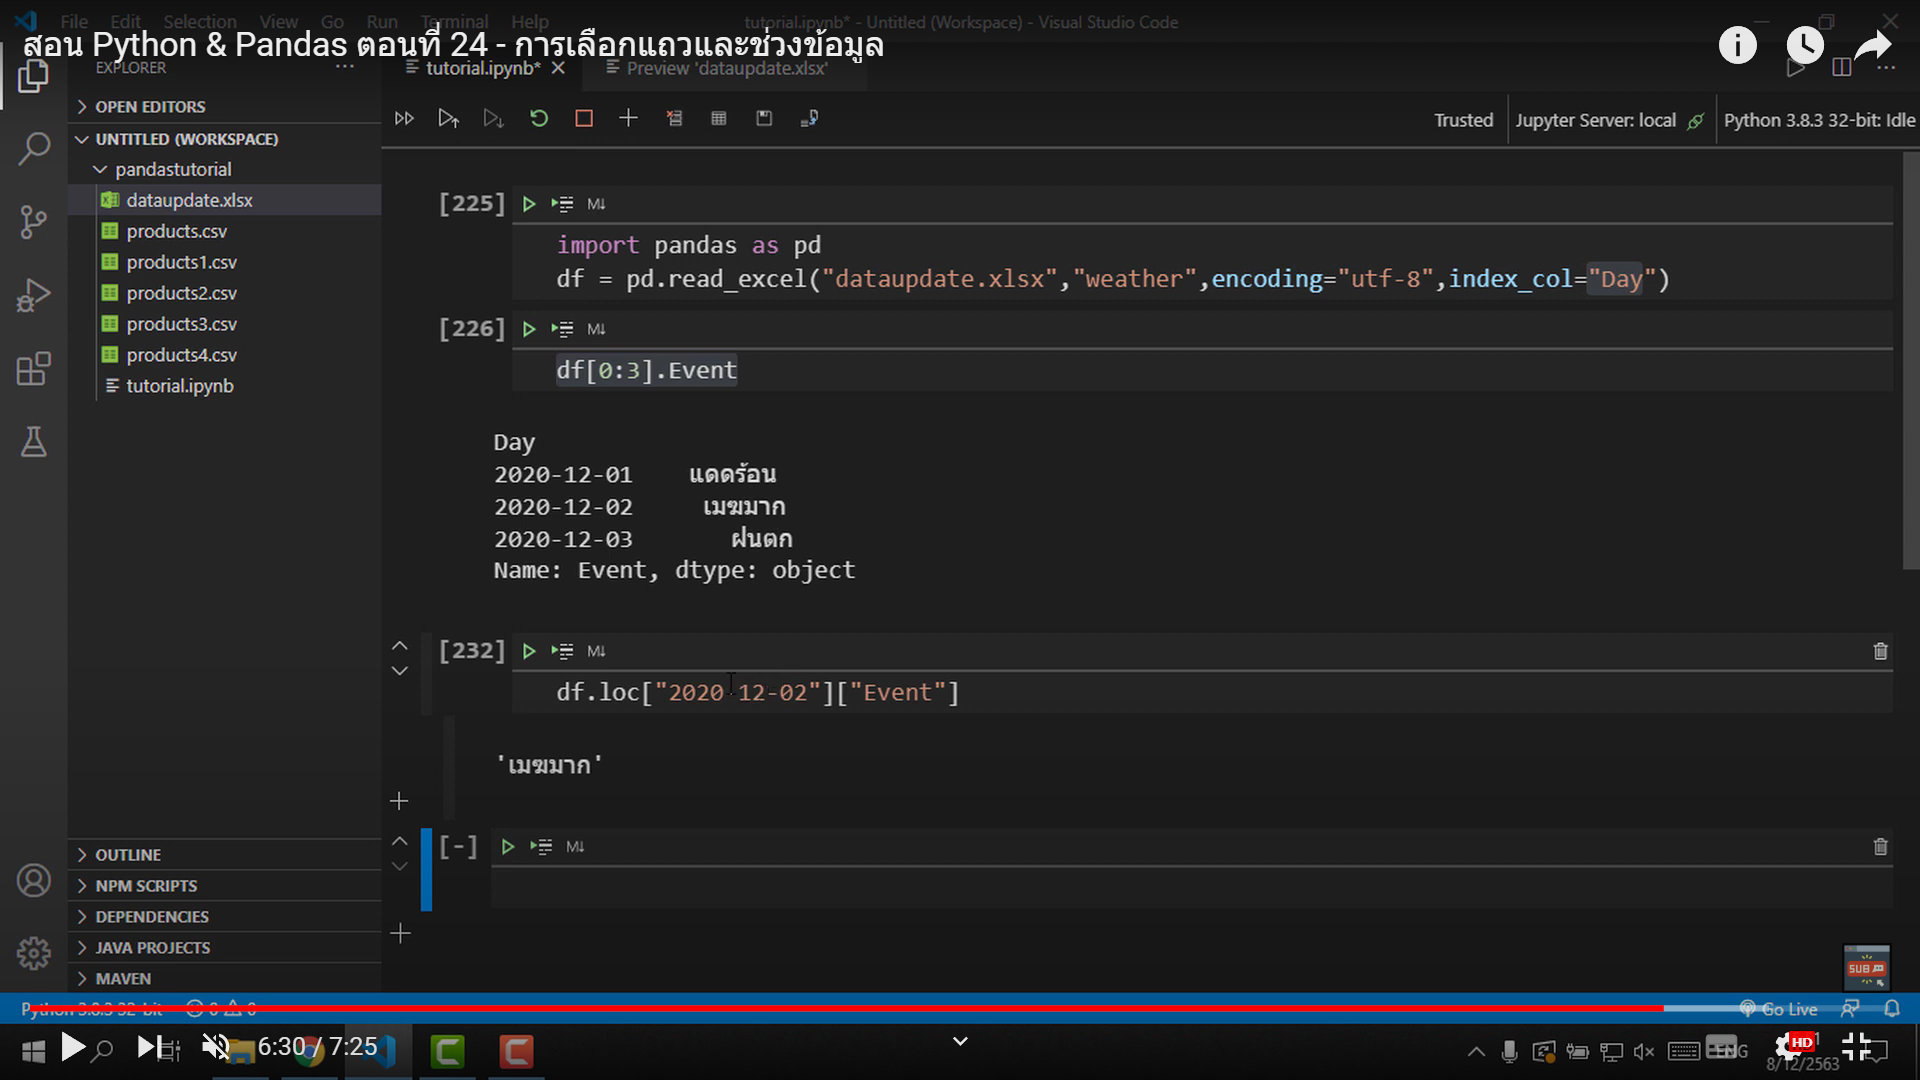 File Edit Selection View Go Run Terminal Help
tutorial.ipynb* - Untitled (Workspace) - Visual Studio Code
สอน Python & Pandas ตอนที่ 24 - การเลือกแถวและช่วงข้อมูล
EXPLORER
tutorial.ipynb*
Preview 'dataupdate.xlsx'
OPEN EDITORS
UNTITLED (WORKSPACE)
pandastutorial
dataupdate.xlsx
products.csv
products1.csv
products2.csv
products3.csv
products4.csv
tutorial.ipynb
OUTLINE
NPM SCRIPTS
DEPENDENCIES
JAVA PROJECTS
MAVEN
Trusted
Jupyter Server: local
Python 3.8.3 32-bit: Idle
[225] M↓
import pandas as pd
df = pd.read_excel("dataupdate.xlsx","weather",encoding="utf-8",index_col="Day")
[226] M↓
df[0:3].Event
Day
2020-12-01 แดดร้อน
2020-12-02 เมฆมาก
2020-12-03 ฝนตก
Name: Event, dtype: object
[232] M↓
df.loc["2020-12-02"]["Event"]
'เมฆมาก'
[-] M↓
SUB
Python 3.8.3 32-bit 0 0
Go Live
6:30 / 7:25
ENG
HD
8/12/2563